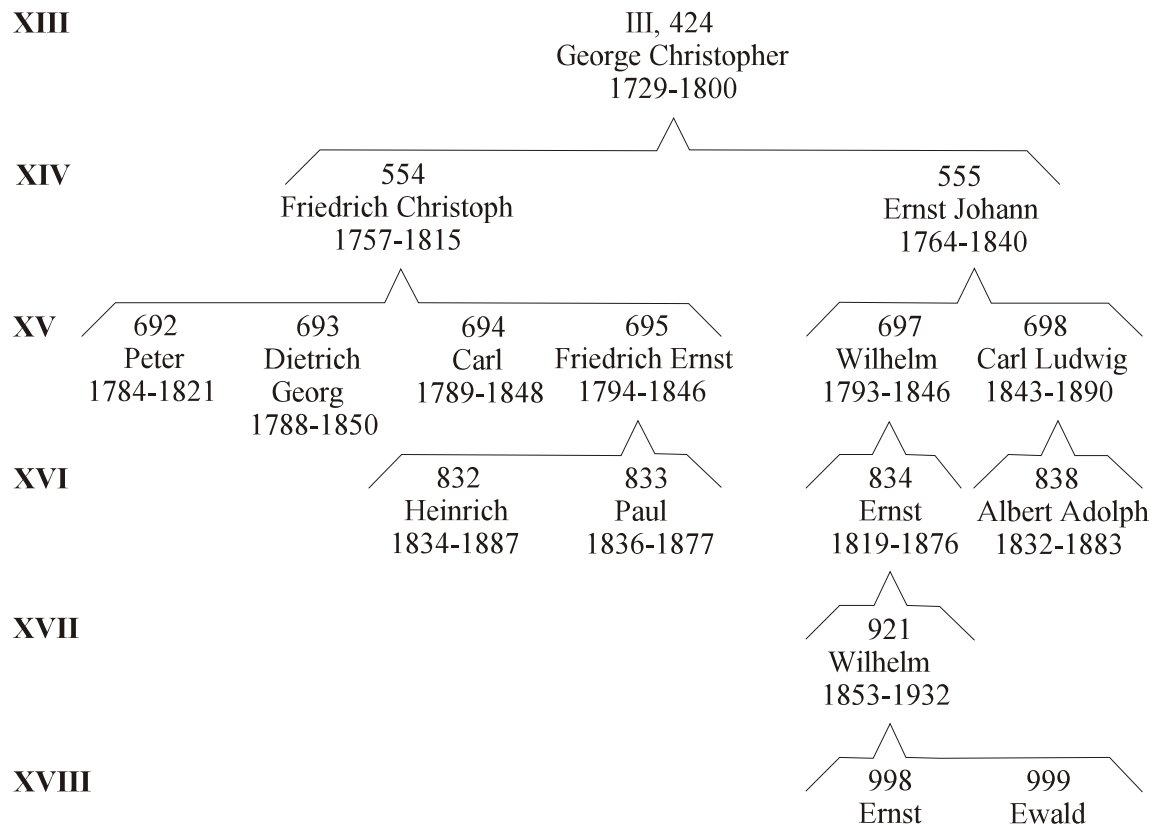 XIII III, 424
George Christopher
1729-1800
XIV 554 555
Friedrich Christoph Ernst Johann
1757-1815 1764-1840
XV 692 693 694 695 697 698
Peter Dietrich Carl Friedrich Ernst Wilhelm Carl Ludwig
1784-1821 Georg 1789-1848 1794-1846 1793-1846 1843-1890
1788-1850
XVI 832 833 834 838
Heinrich Paul Ernst Albert Adolph
1834-1887 1836-1877 1819-1876 1832-1883
XVII 921
Wilhelm
1853-1932
XVIII 998 999
Ernst Ewald